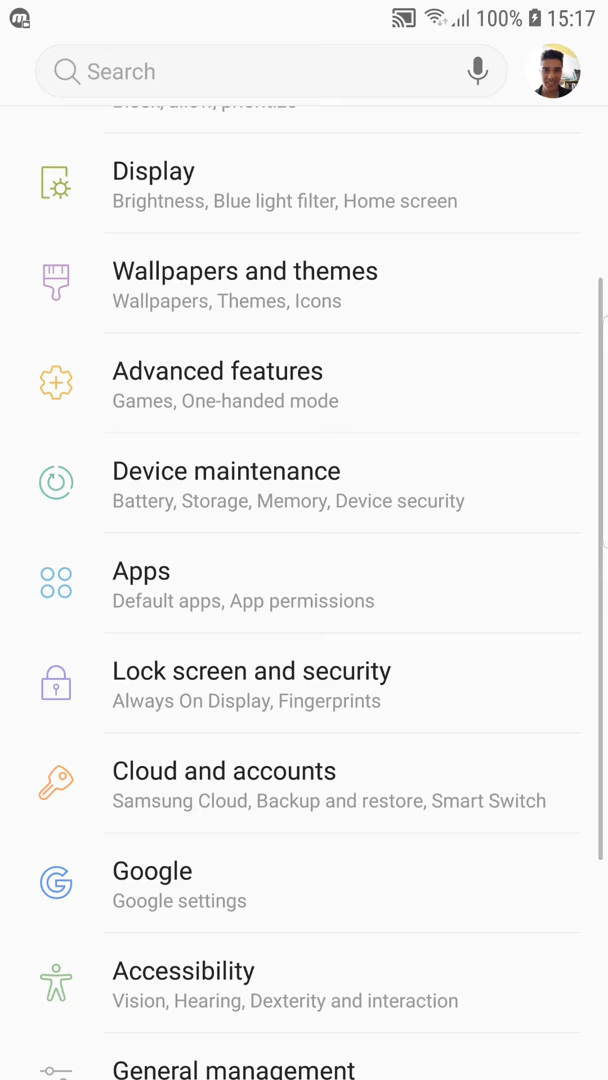 100% 15:17
Search
Block, allow, prioritize
Display
Brightness, Blue light filter, Home screen
Wallpapers and themes
Wallpapers, Themes, Icons
Advanced features
Games, One-handed mode
Device maintenance
Battery, Storage, Memory, Device security
Apps
Default apps, App permissions
Lock screen and security
Always On Display, Fingerprints
Cloud and accounts
Samsung Cloud, Backup and restore, Smart Switch
Google
Google settings
Accessibility
Vision, Hearing, Dexterity and interaction
General management